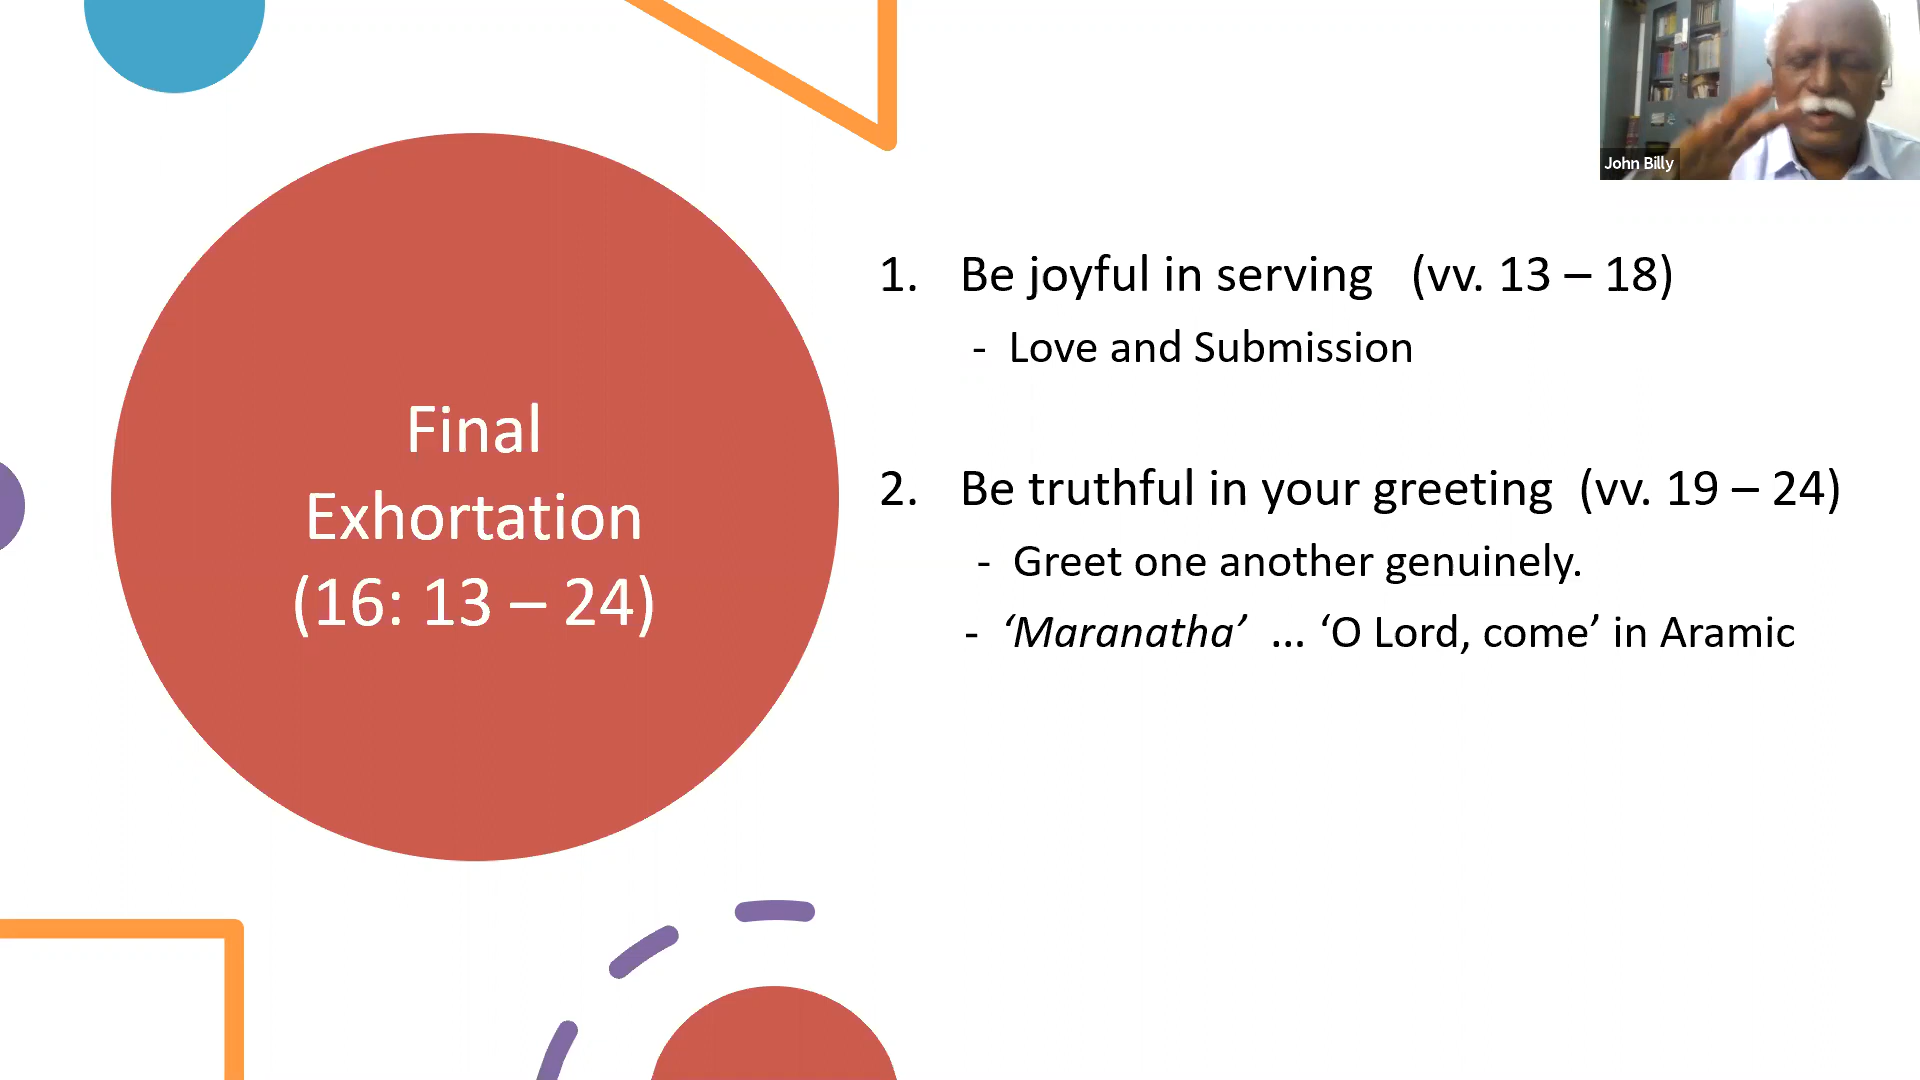 John Billy
Final
Exhortation
(16: 13 – 24)
1. Be joyful in serving (vv. 13 – 18)
- Love and Submission
2. Be truthful in your greeting (vv. 19 – 24)
- Greet one another genuinely.
- ‘Maranatha’ ... ‘O Lord, come’ in Aramic